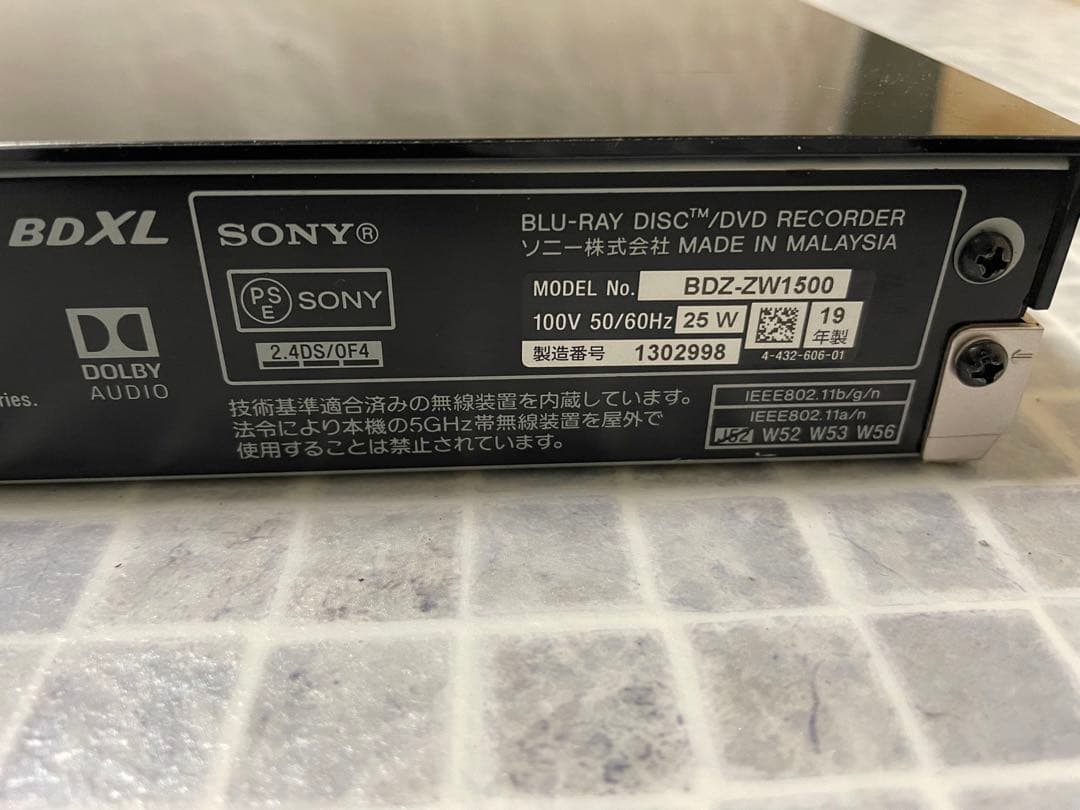 BDXL
DOLBY
AUDIO
ries.
SONY®
PS
E
SONY
2.4DS/OF4
BLU-RAY DISC™/DVD RECORDER
ソニー株式会社 MADE IN MALAYSIA
MODEL No. BDZ-ZW1500
100V 50/60Hz 25 W
19
年製
製造番号 1302998
4-432-606-01
技術基準適合済みの無線装置を内蔵しています。
法令により本機の5GHz帯無線装置を屋外で
使用することは禁止されています。
IEEE802.11b/g/n
IEEE802.11a/n
J52 W52 W53 W56